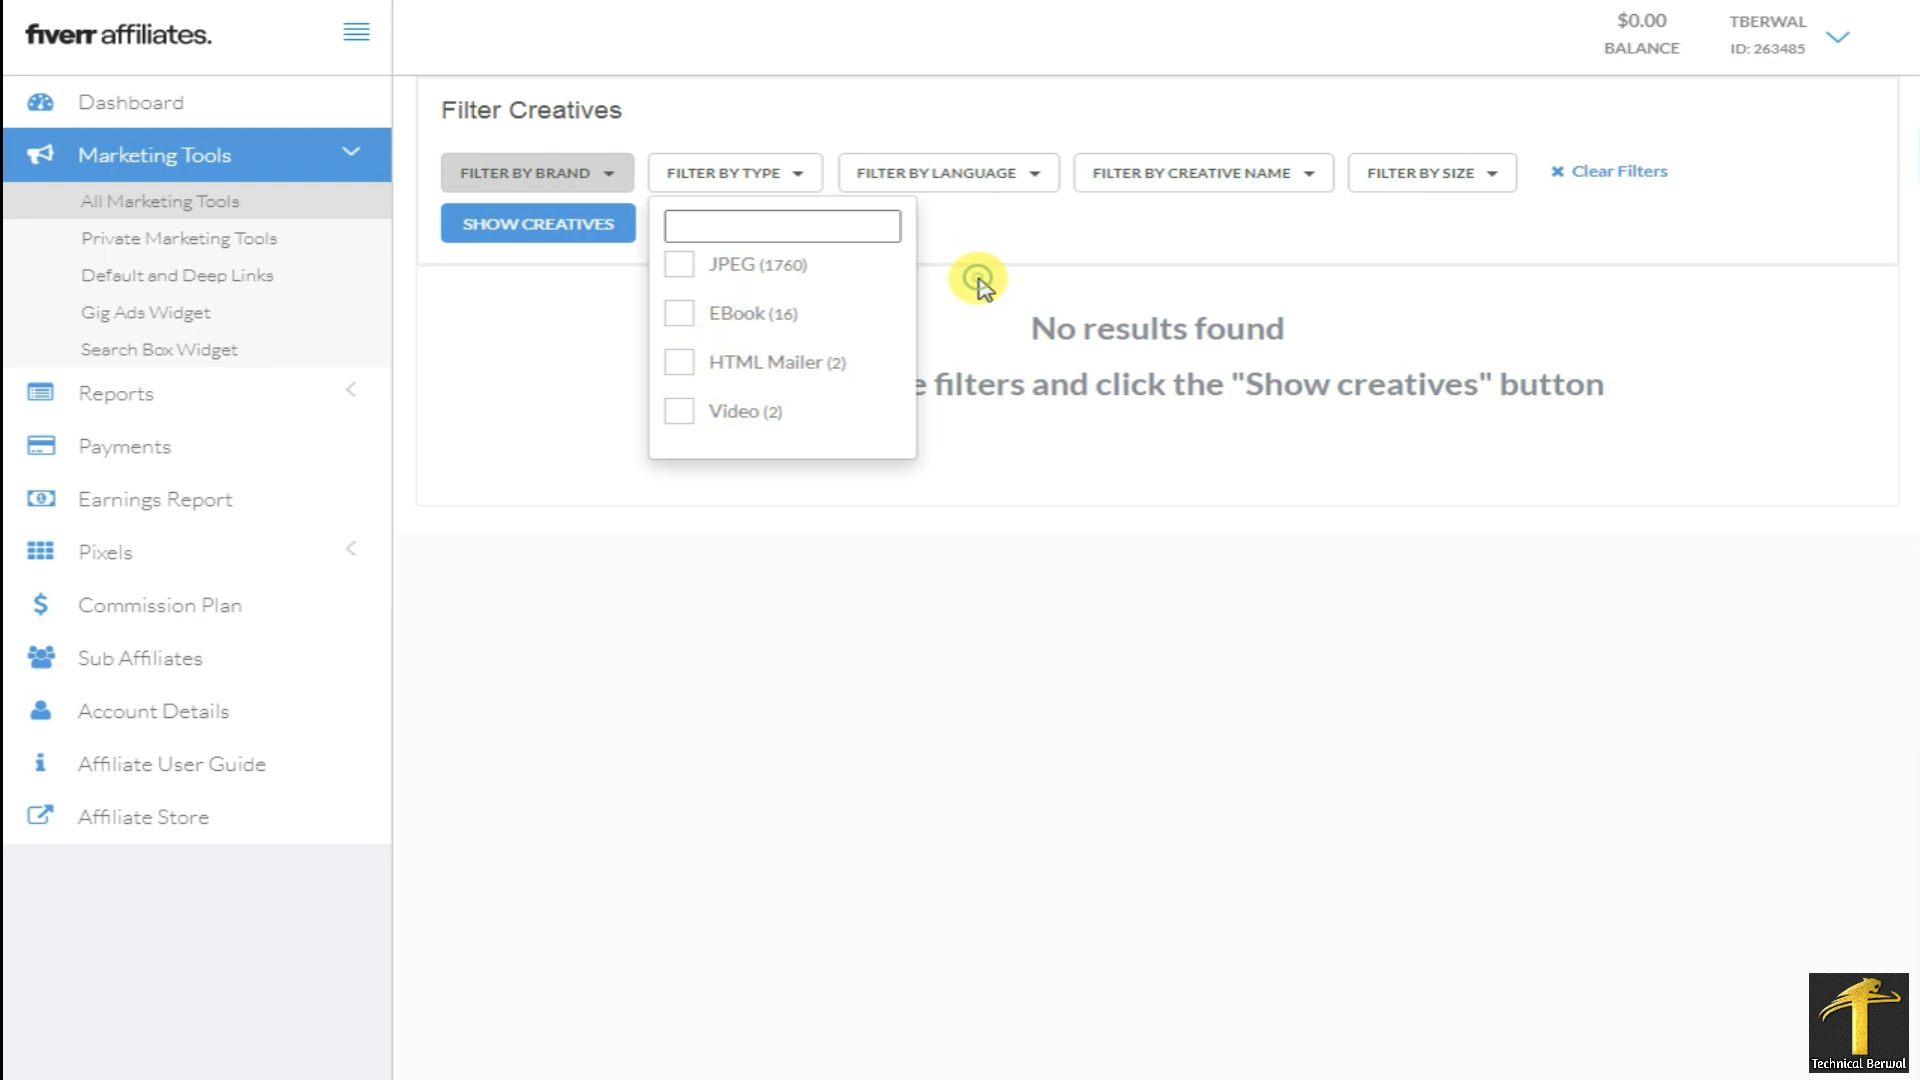 fiverr affiliates.
$0.00
BALANCE
TBERWAL
ID: 263485
Dashboard
Marketing Tools
All Marketing Tools
Private Marketing Tools
Default and Deep Links
Gig Ads Widget
Search Box Widget
Reports
Payments
Earnings Report
Pixels
Commission Plan
Sub Affiliates
Account Details
Affiliate User Guide
Affiliate Store
Filter Creatives
FILTER BY BRAND
FILTER BY TYPE
FILTER BY LANGUAGE
FILTER BY CREATIVE NAME
FILTER BY SIZE
Clear Filters
SHOW CREATIVES
JPEG (1760)
EBook (16)
HTML Mailer (2)
Video (2)
No results found
filters and click the "Show creatives" button
Technical Berwal